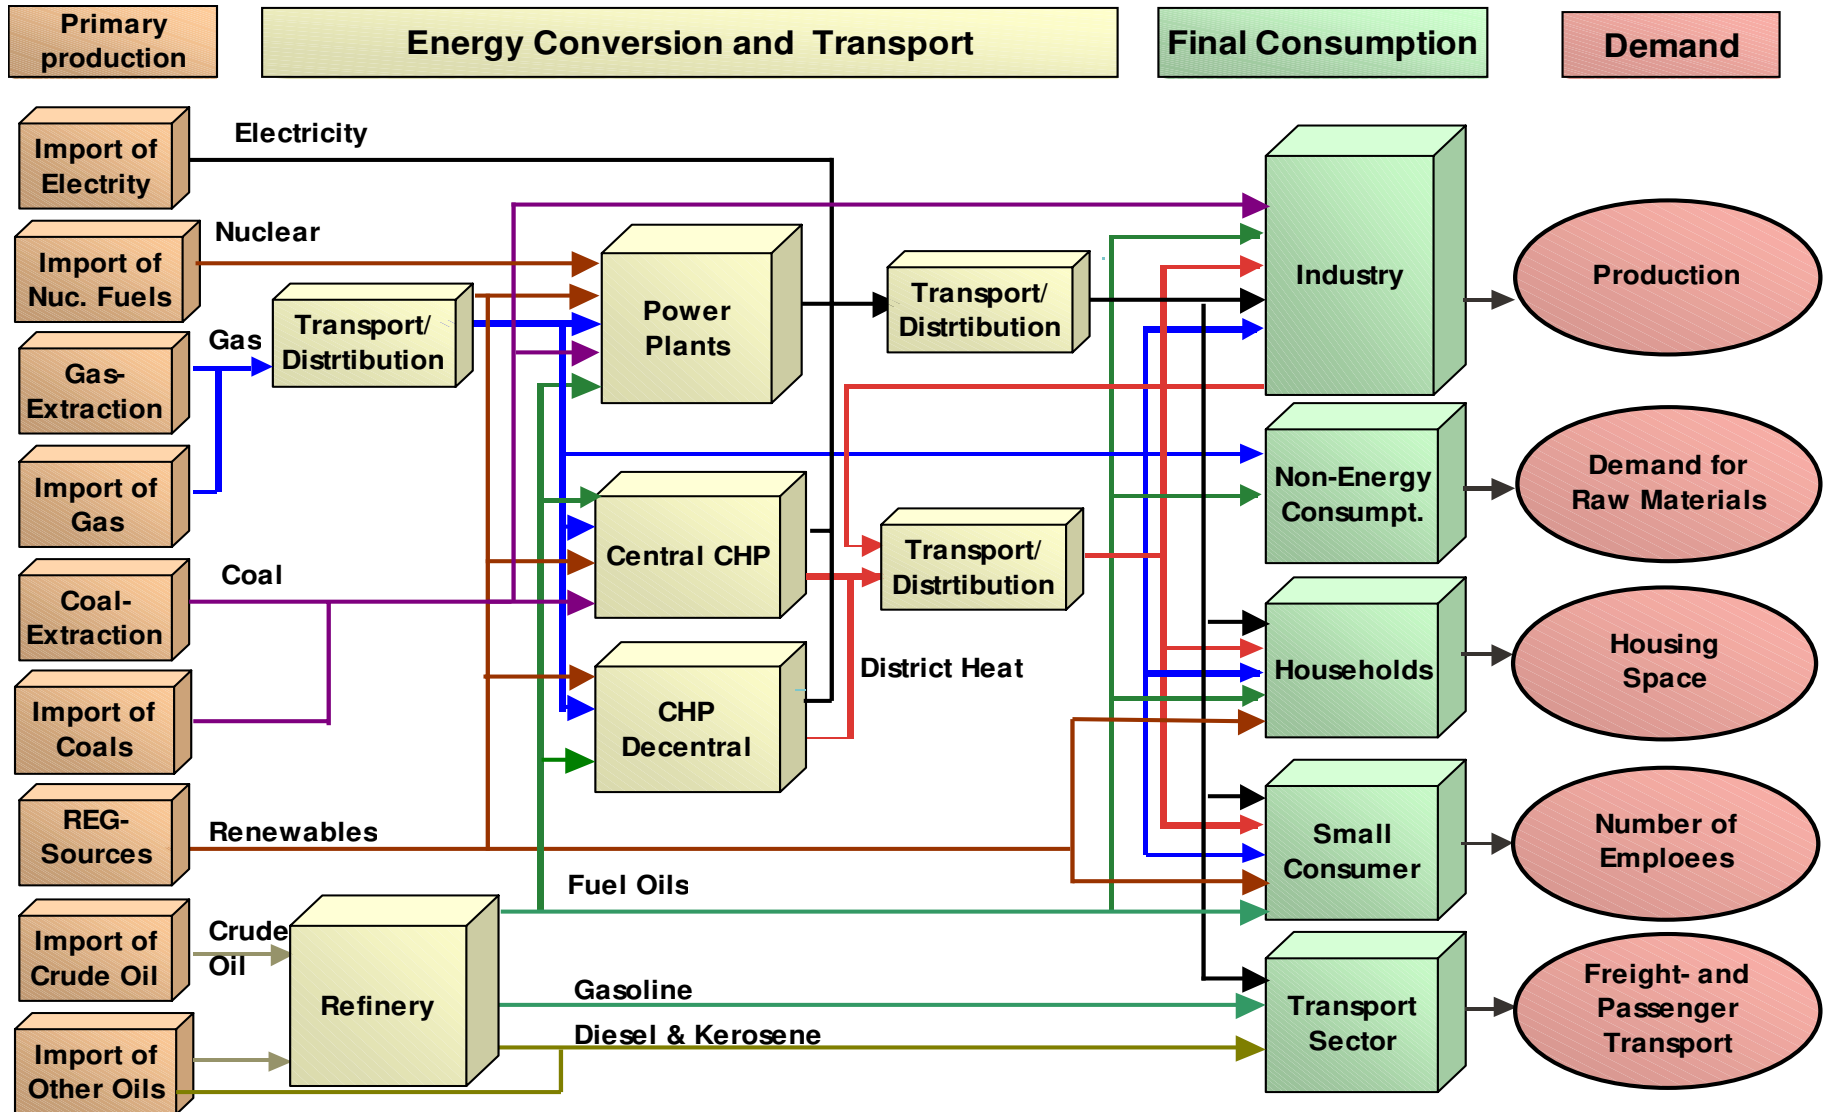 Primary
production
Energy Conversion and Transport
Final Consumption
Demand
Import of
Electrity
Electricity
Import of
Nuc. Fuels
Nuclear
Gas-
Extraction
Gas
Import of
Gas
Coal-
Extraction
Coal
Import of
Coals
REG-
Sources
Renewables
Import of
Crude Oil
Crude
Oil
Import of
Other Oils
Transport/
Distrtibution
Power
Plants
Central CHP
CHP
Decentral
Refinery
Fuel Oils
Gasoline
Diesel & Kerosene
Transport/
Distrtibution
Transport/
Distrtibution
District Heat
Industry
Non-Energy
Consumpt.
Households
Small
Consumer
Transport
Sector
Production
Demand for
Raw Materials
Housing
Space
Number of
Emploees
Freight- and
Passenger
Transport